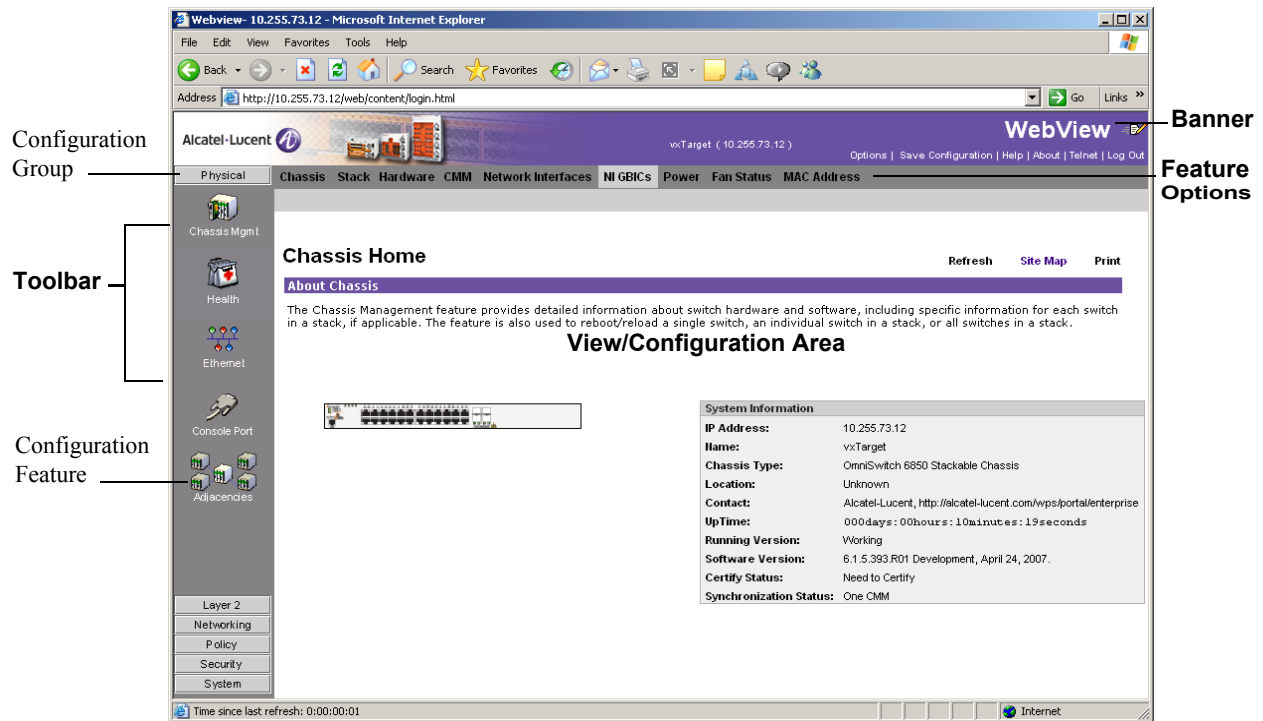 Webview- 10.255.73.12 - Microsoft Internet Explorer
File Edit View Favorites Tools Help
Back Search Favorites
Address http://10.255.73.12/web/content/login.html Go Links »
Configuration
Group
Alcatel-Lucent
vxTarget ( 10.255.73.12 )
WebView
Options | Save Configuration | Help | About | Telnet | Log Out
Banner
Physical
Chassis Stack Hardware CMM Network Interfaces NI GBICs Power Fan Status MAC Address
Feature
Options
Toolbar
Chassis Mgmt
Health
Ethernet
Console Port
Configuration
Feature
Adjacencies
Layer 2
Networking
Policy
Security
System
Chassis Home
Refresh Site Map Print
About Chassis
The Chassis Management feature provides detailed information about switch hardware and software, including specific information for each switch
in a stack, if applicable. The feature is also used to reboot/reload a single switch, an individual switch in a stack, or all switches in a stack.
View/Configuration Area
System Information
IP Address: 10.255.73.12
Name: vxTarget
Chassis Type: OmniSwitch 6850 Stackable Chassis
Location: Unknown
Contact: Alcatel-Lucent, http://alcatel-lucent.com/wps/portal/enterprise
UpTime: 000days:00hours:10minutes:19seconds
Running Version: Working
Software Version: 6.1.5.393.R01 Development, April 24, 2007.
Certify Status: Need to Certify
Synchronization Status: One CMM
Time since last refresh: 0:00:00:01
Internet